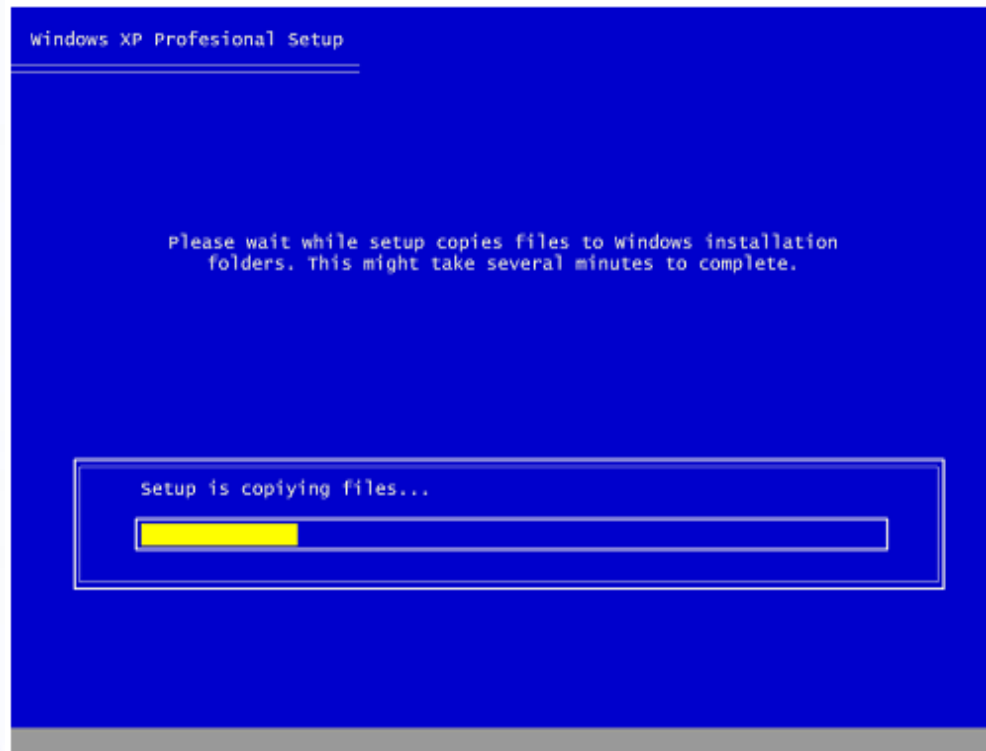 Windows XP Profesional Setup
Please wait while setup copies files to Windows installation
folders. This might take several minutes to complete.
Setup is copiying files...